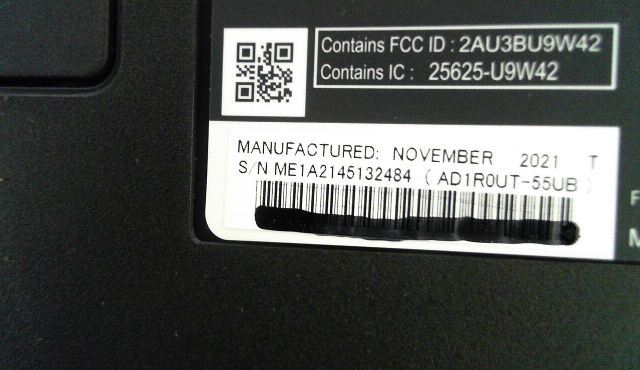 Contains FCC ID : 2AU3BU9W42
Contains IC : 25625-U9W42
MANUFACTURED: NOVEMBER 2021 T
S/N ME1A2145132484 ( AD1R0UT-55UB )
F
M